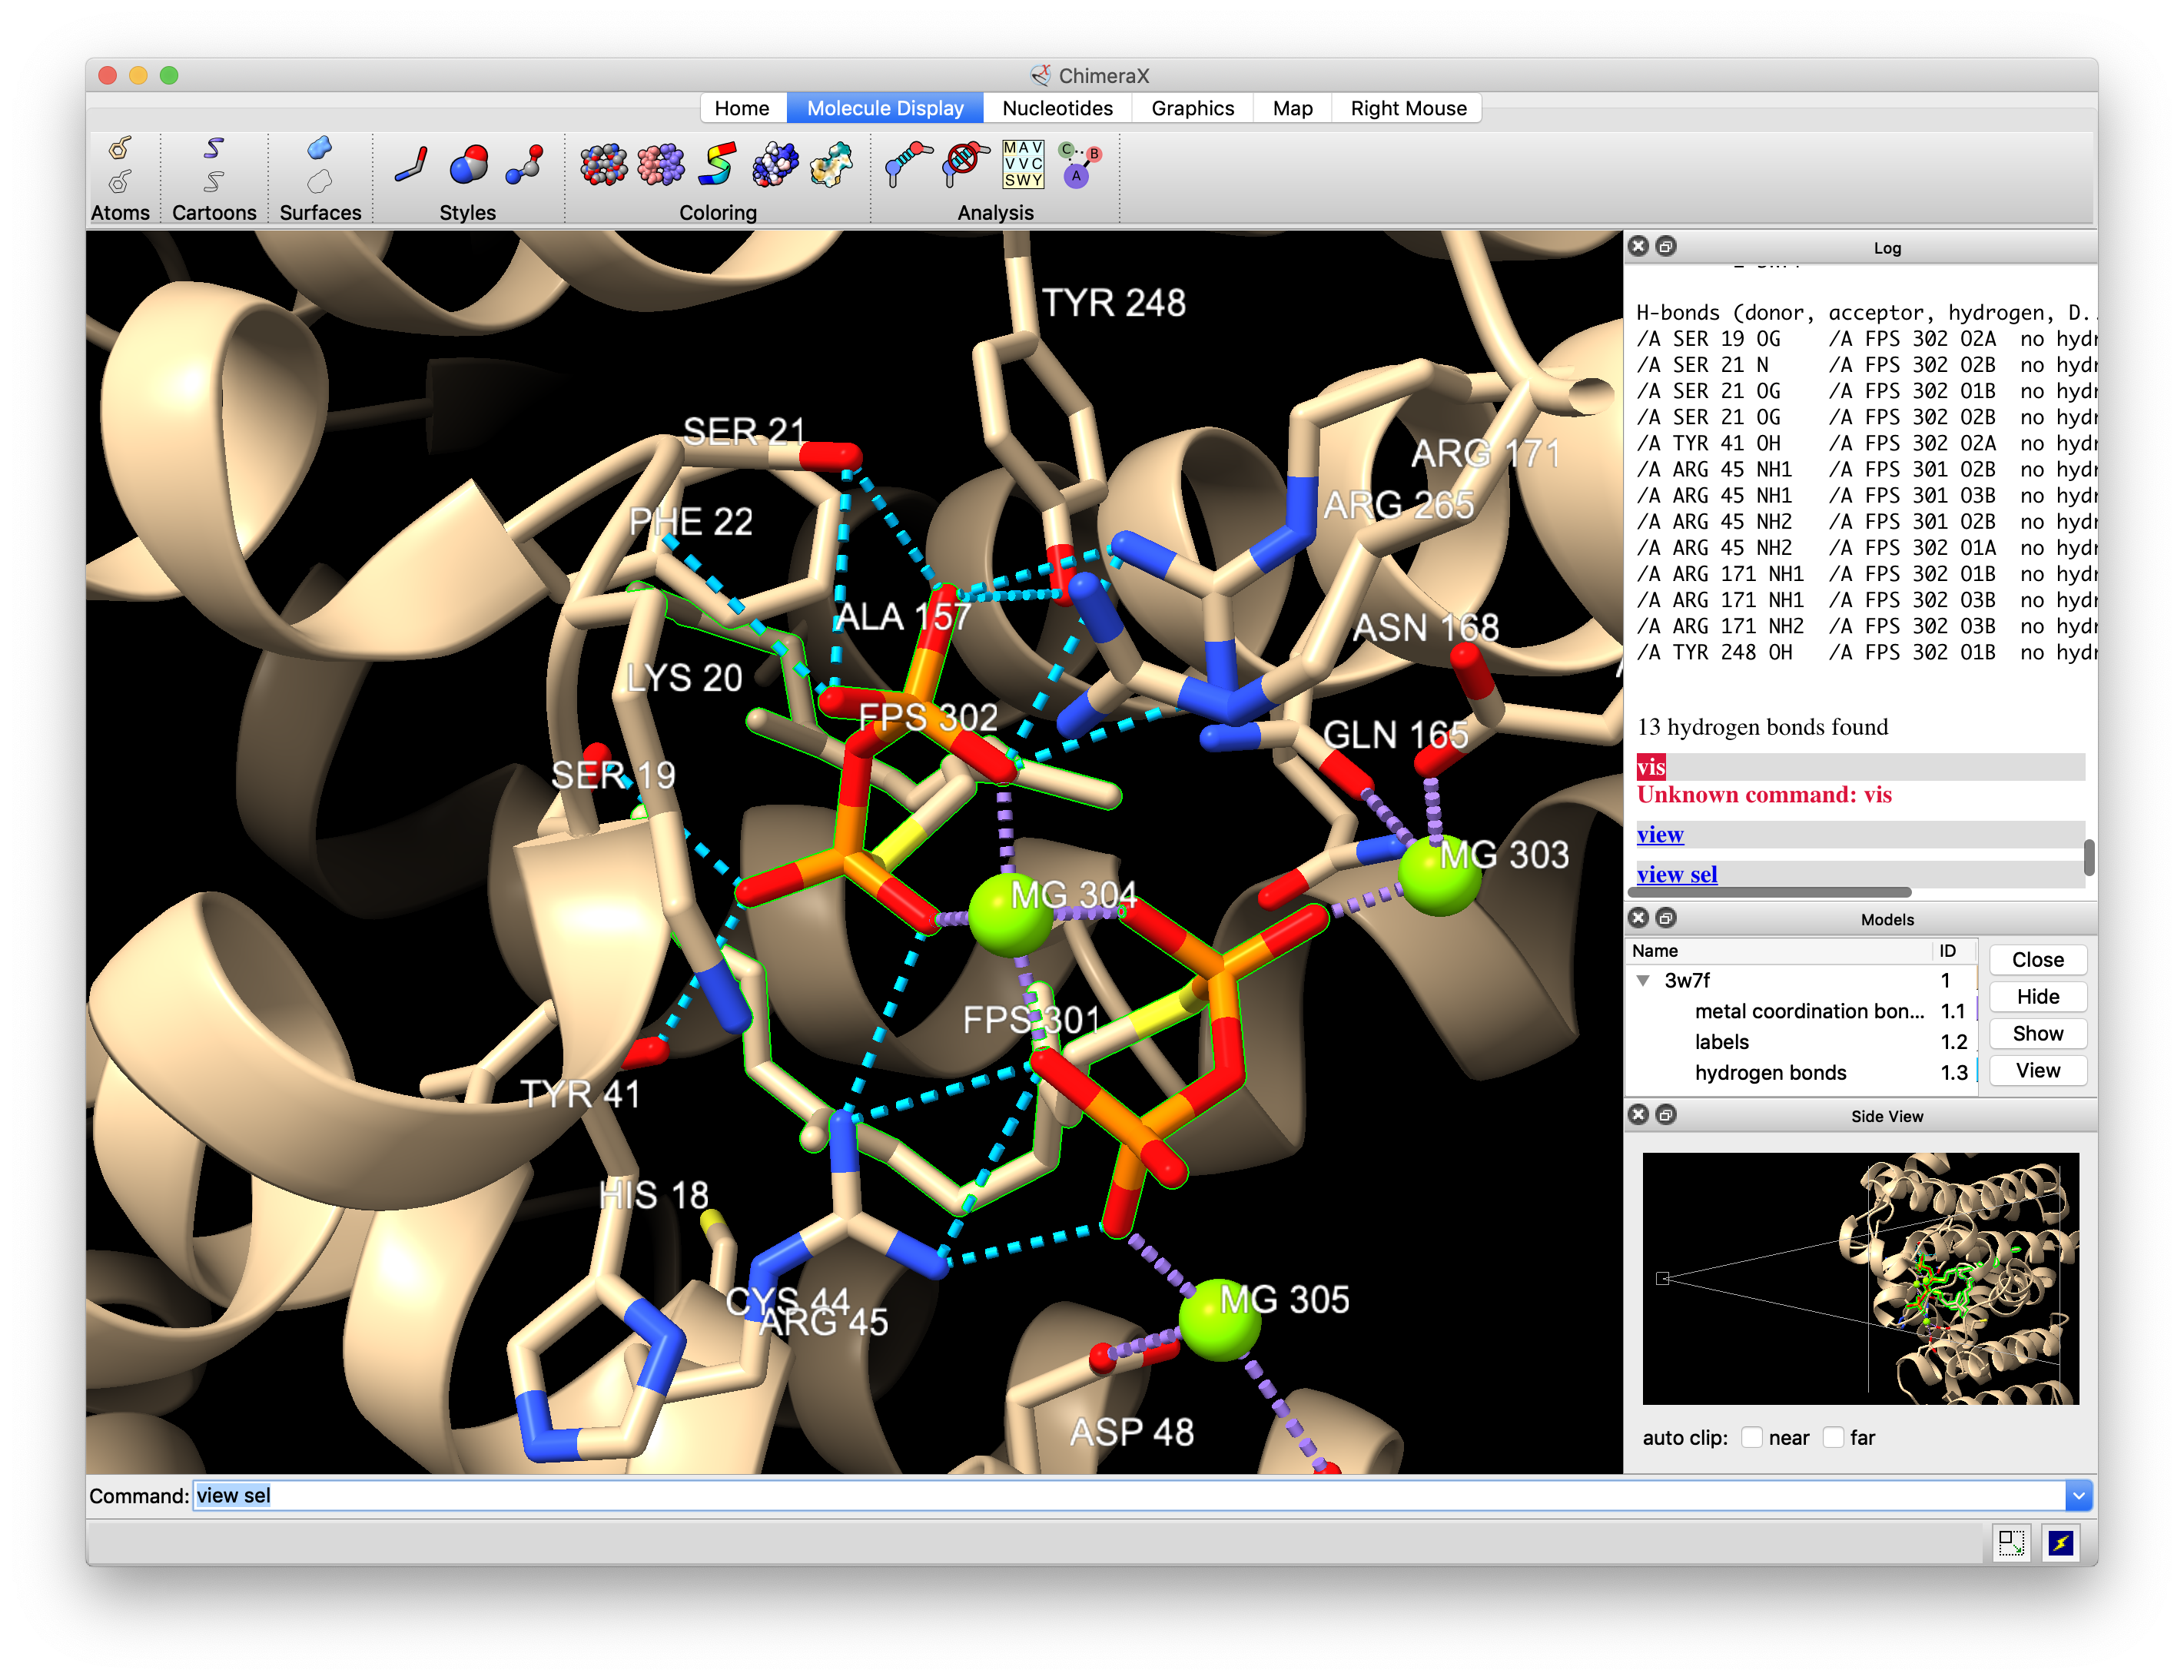 ChimeraX
Home Molecule Display Nucleotides Graphics Map Right Mouse
M A V
V V C
S W Y
C B
A
Atoms Cartoons Surfaces Styles Coloring Analysis
Log
H-bonds (donor, acceptor, hydrogen, D..
/A SER 19 OG /A FPS 302 O2A no hydr
/A SER 21 N /A FPS 302 O2B no hydr
/A SER 21 OG /A FPS 302 O1B no hydr
/A SER 21 OG /A FPS 302 O2B no hydr
/A TYR 41 OH /A FPS 302 O2A no hydr
/A ARG 45 NH1 /A FPS 301 O2B no hydr
/A ARG 45 NH1 /A FPS 301 O3B no hydr
/A ARG 45 NH2 /A FPS 301 O2B no hydr
/A ARG 45 NH2 /A FPS 302 O1A no hydr
/A ARG 171 NH1 /A FPS 302 O1B no hydr
/A ARG 171 NH1 /A FPS 302 O3B no hydr
/A ARG 171 NH2 /A FPS 302 O3B no hydr
/A TYR 248 OH /A FPS 302 O1B no hydr
13 hydrogen bonds found
vis
Unknown command: vis
view
view sel
TYR 248
SER 21
ARG 171
PHE 22
ARG 265
ALA 157
ASN 168
LYS 20
FPS 302
GLN 165
SER 19
MG 303
MG 304
FPS 301
TYR 41
HIS 18
CYS 44
ARG 45
MG 305
ASP 48
Models
Name ID
3w7f 1
metal coordination bon... 1.1
labels 1.2
hydrogen bonds 1.3
Close
Hide
Show
View
Side View
auto clip: near far
Command: view sel